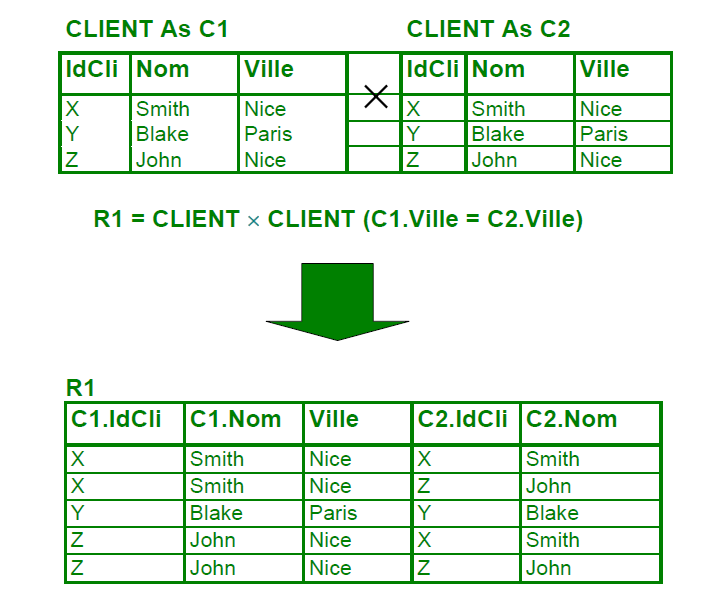 CLIENT As C1 CLIENT As C2
IdCli Nom Ville IdCli Nom Ville
X Smith Nice X Smith Nice
Y Blake Paris Y Blake Paris
Z John Nice Z John Nice
R1 = CLIENT × CLIENT (C1.Ville = C2.Ville)
R1
C1.IdCli C1.Nom Ville C2.IdCli C2.Nom
X Smith Nice X Smith
X Smith Nice Z John
Y Blake Paris Y Blake
Z John Nice X Smith
Z John Nice Z John